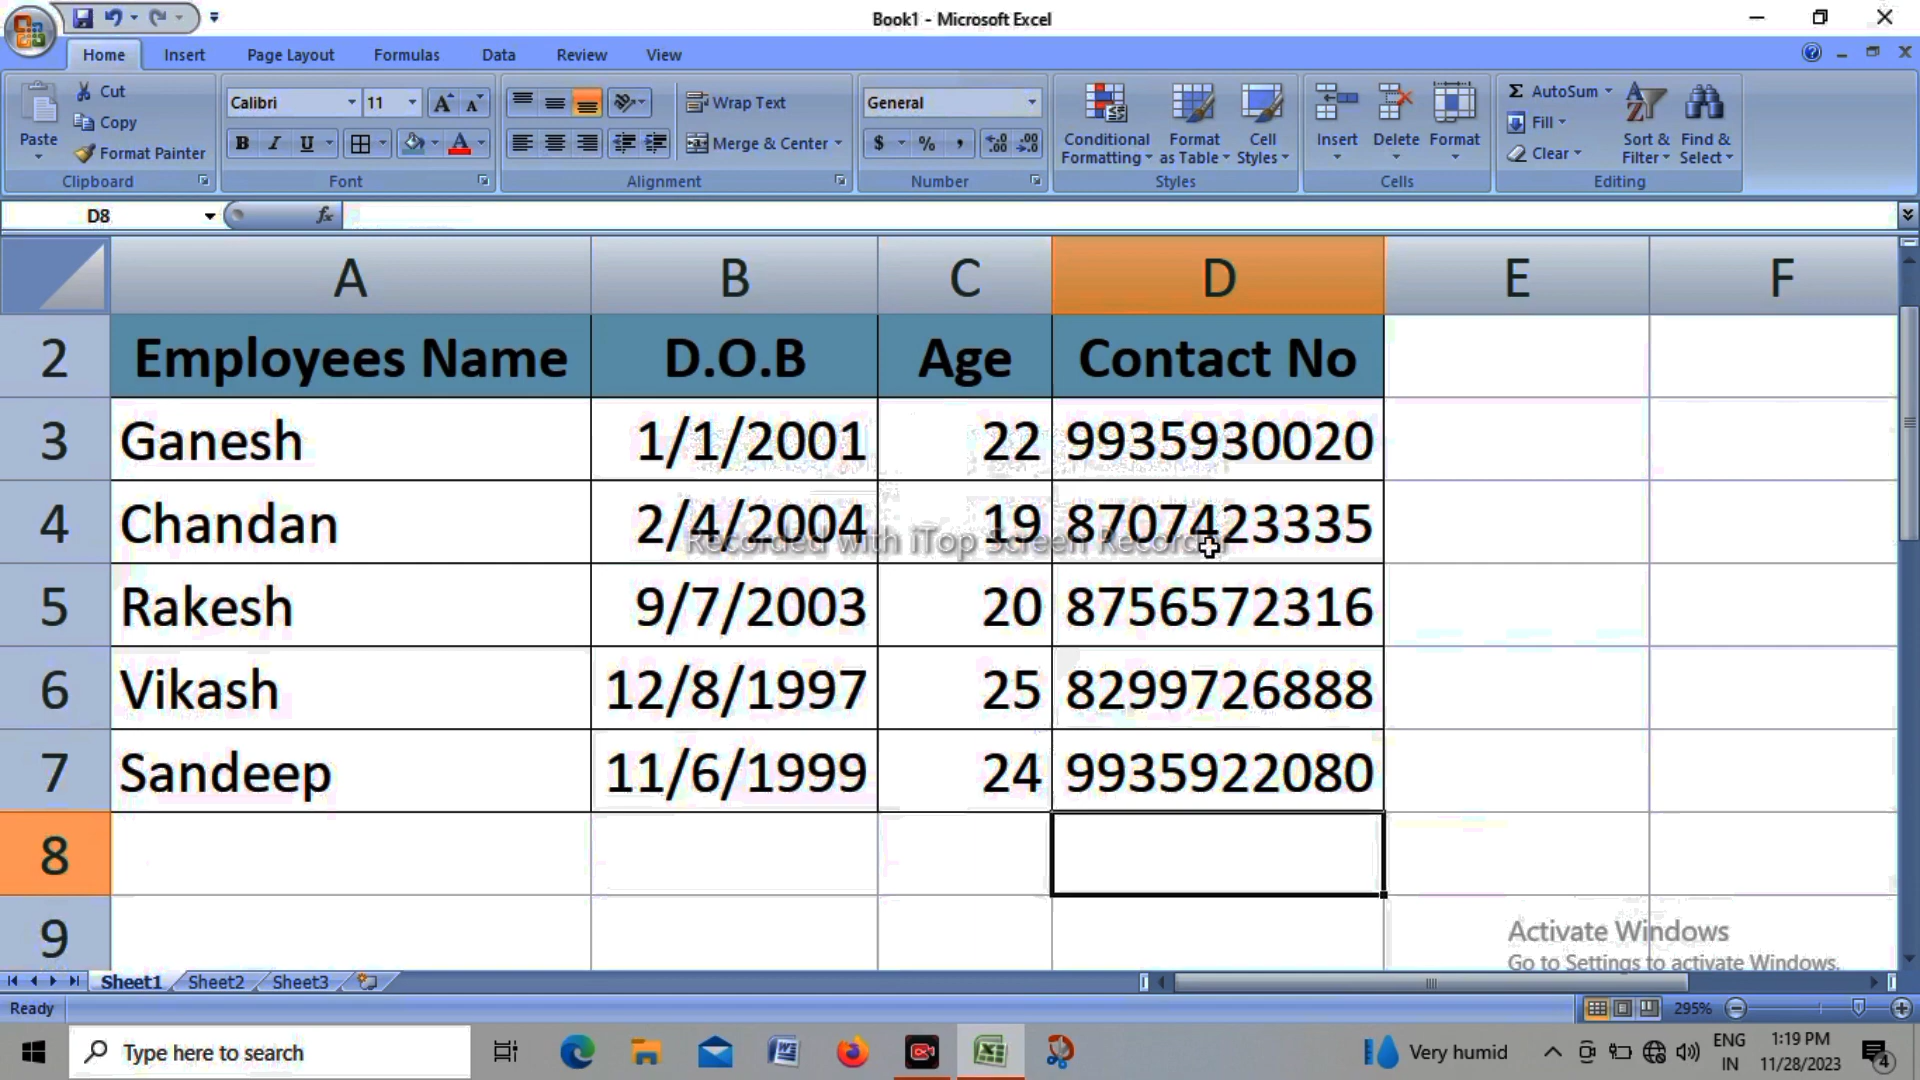 Book1 - Microsoft Excel
Home Insert Page Layout Formulas Data Review View
Paste
Cut
Copy
Format Painter
Clipboard
Calibri 11
B I U
Font
Wrap Text
Merge & Center
Alignment
General
$ % ,
Number
Conditional Formatting
Format as Table
Cell Styles
Styles
Insert Delete Format
Cells
Σ AutoSum
Fill
Clear
Sort & Filter
Find & Select
Editing
D8 fx
A B C D E F
2 Employees Name D.O.B Age Contact No
3 Ganesh 1/1/2001 22 9935930020
4 Chandan 2/4/2004 19 8707423335
Recorded with iTop Screen Recorder
5 Rakesh 9/7/2003 20 8756572316
6 Vikash 12/8/1997 25 8299726888
7 Sandeep 11/6/1999 24 9935922080
8
9
Activate Windows
Go to Settings to activate Windows.
Sheet1 Sheet2 Sheet3
Ready 295%
Type here to search
Very humid
ENG
IN
1:19 PM
11/28/2023
4